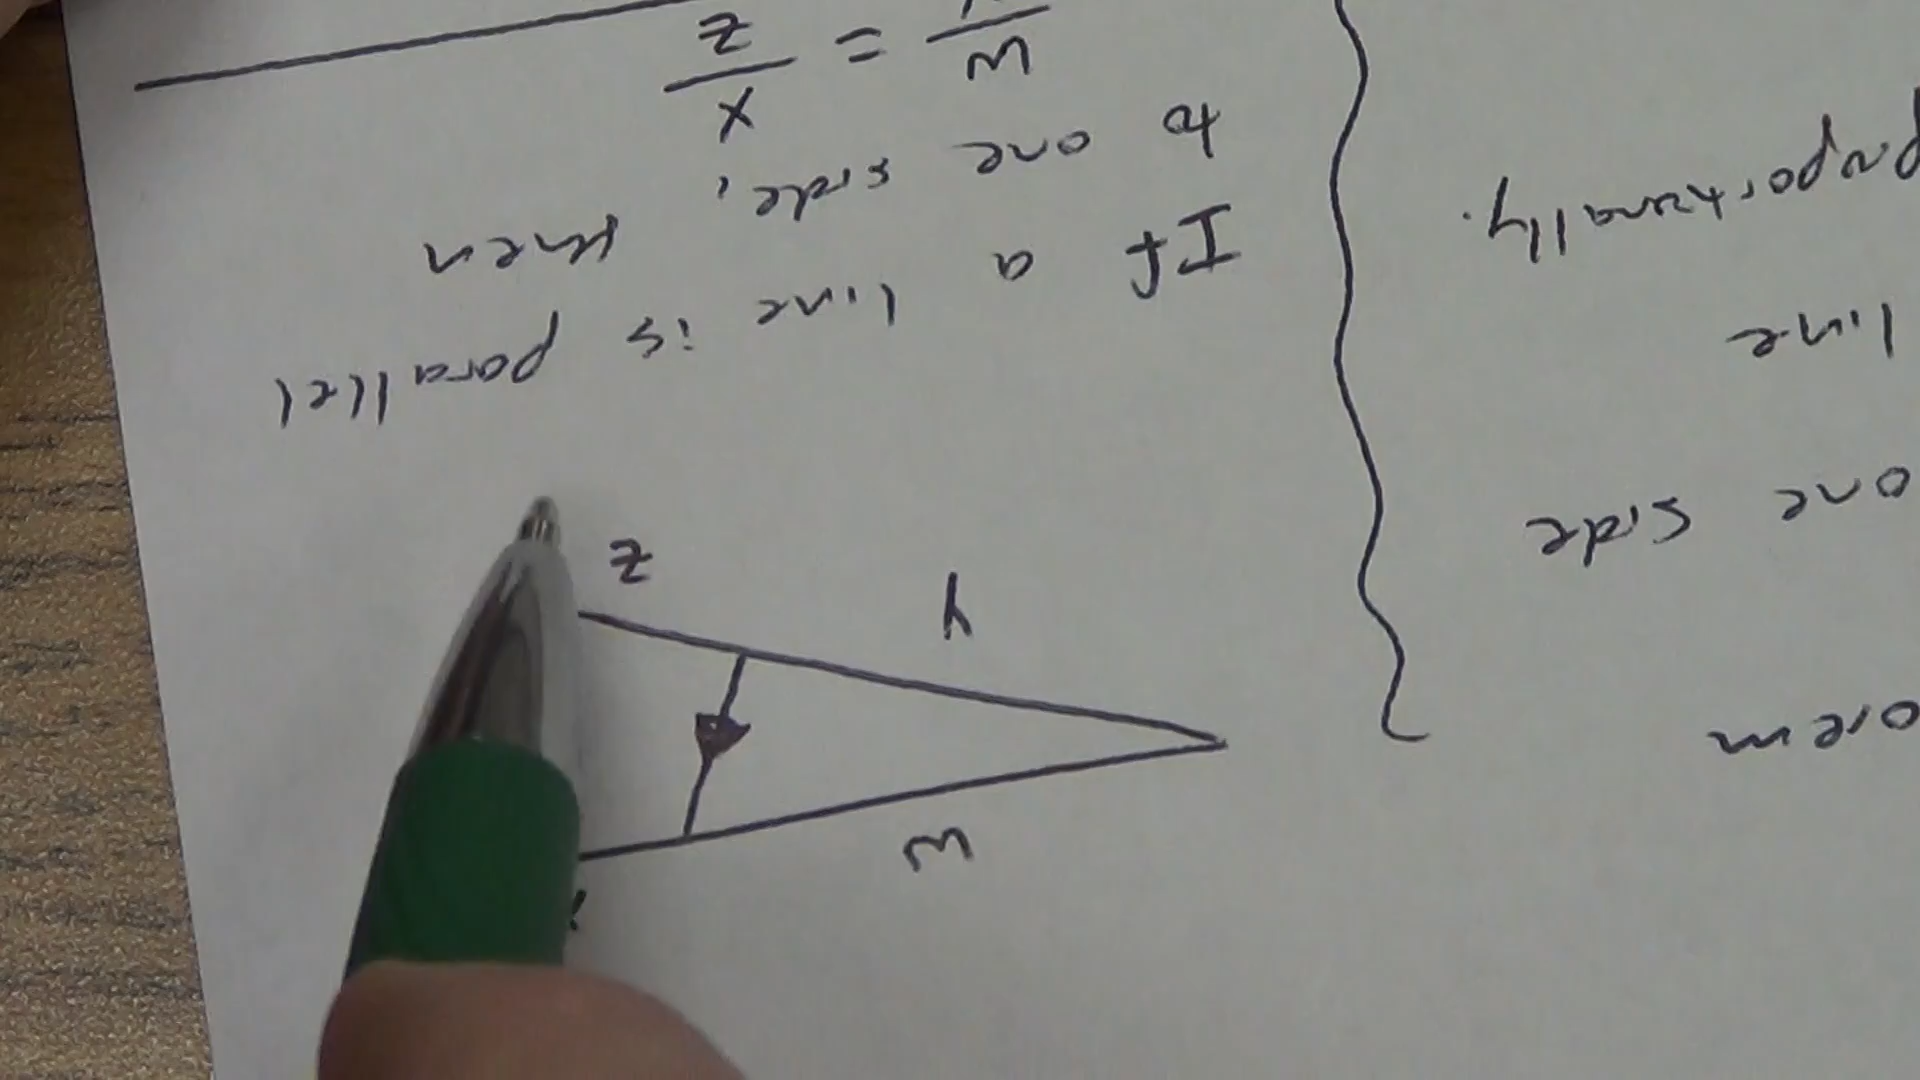 orem
one side
line
proportionally.
w
y z
If a line is parallel
to one side, then
w = x
z